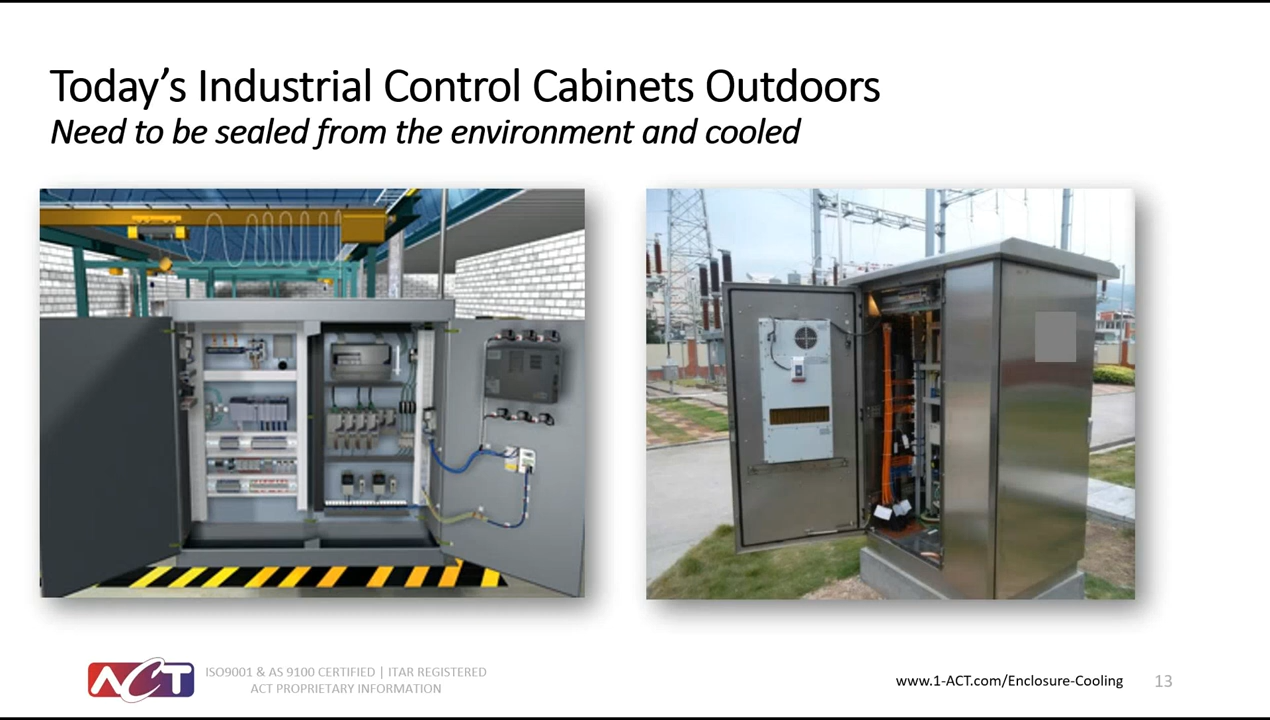 Today’s Industrial Control Cabinets Outdoors
Need to be sealed from the environment and cooled
ACT
ISO9001 & AS 9100 CERTIFIED | ITAR REGISTERED
ACT PROPRIETARY INFORMATION
www.1-ACT.com/Enclosure-Cooling
13